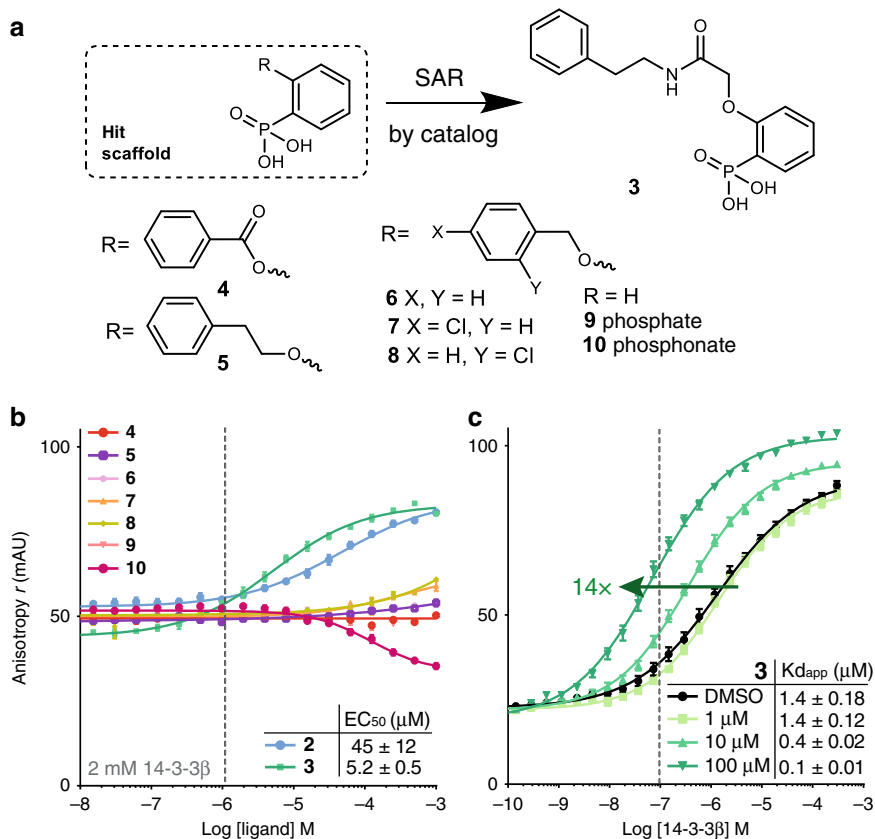 a
Hit
scaffold
R
O
P
OH
OH
SAR
by catalog
N
H
O
O
O
P
OH
OH
3
R=
O
O
4
R=
O
5
R=
X
Y
O
6 X, Y = H
7 X = Cl, Y = H
8 X = H, Y = Cl
R = H
9 phosphate
10 phosphonate
b
Anisotropy r (mAU)
100
50
0
4
5
6
7
8
9
10
EC50 (μM)
2 45 ± 12
3 5.2 ± 0.5
2 mM 14-3-3β
–8 –7 –6 –5 –4 –3
Log [ligand] M
c
100
50
0
14×
3 Kdapp (μM)
DMSO 1.4 ± 0.18
1 μM 1.4 ± 0.12
10 μM 0.4 ± 0.02
100 μM 0.1 ± 0.01
–10 –9 –8 –7 –6 –5 –4 –3
Log [14-3-3β] M